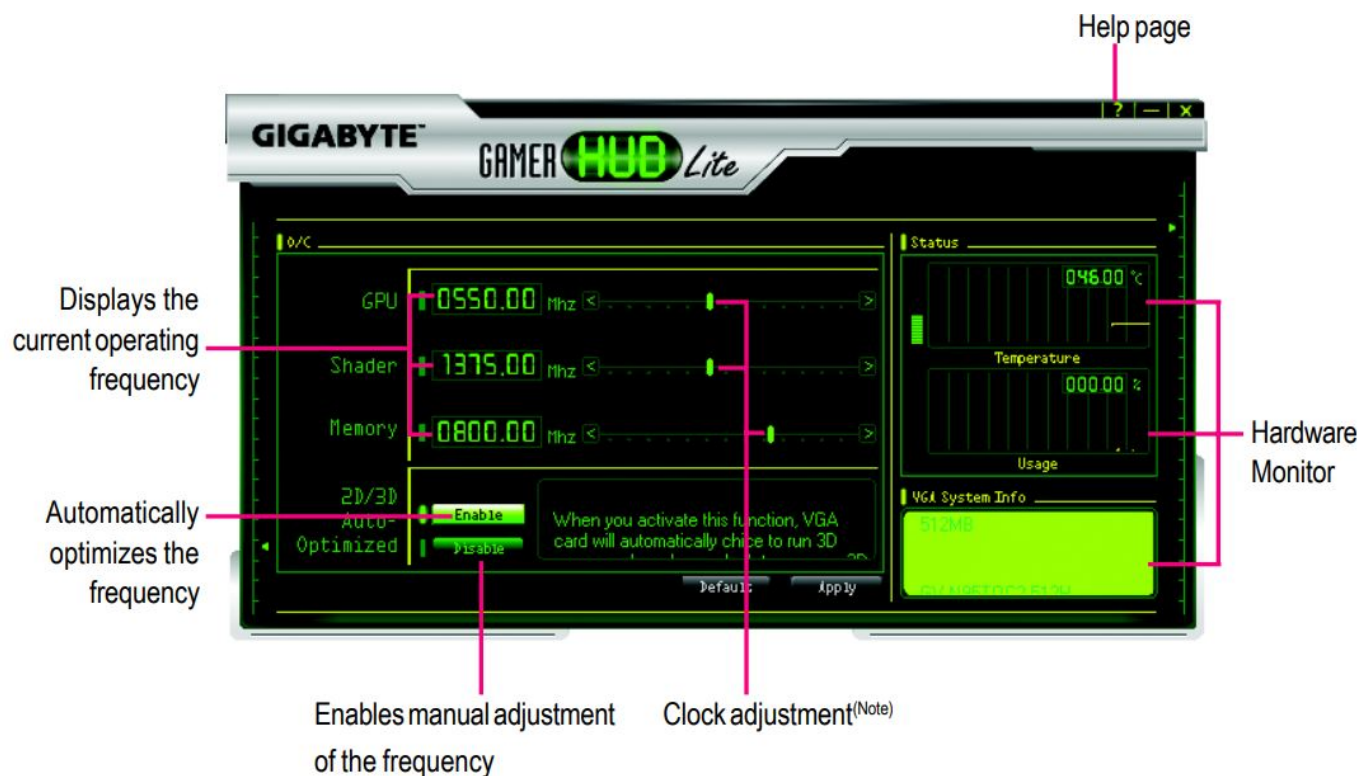 Help page
? — X
GIGABYTE™
GAMER HUD Lite
O/C
GPU 0550.00 Mhz < >
Shader 1375.00 Mhz < >
Memory 0800.00 Mhz < >
2D/3D
Auto-
Optimized
Enable
Disable
When you activate this function, VGA
card will automatically chice to run 3D
Default
Apply
Status
046.00 °C
Temperature
000.00 %
Usage
VGA System Info
512MB
Displays the
current operating
frequency
Automatically
optimizes the
frequency
Hardware
Monitor
Enables manual adjustment
of the frequency
Clock adjustment(Note)